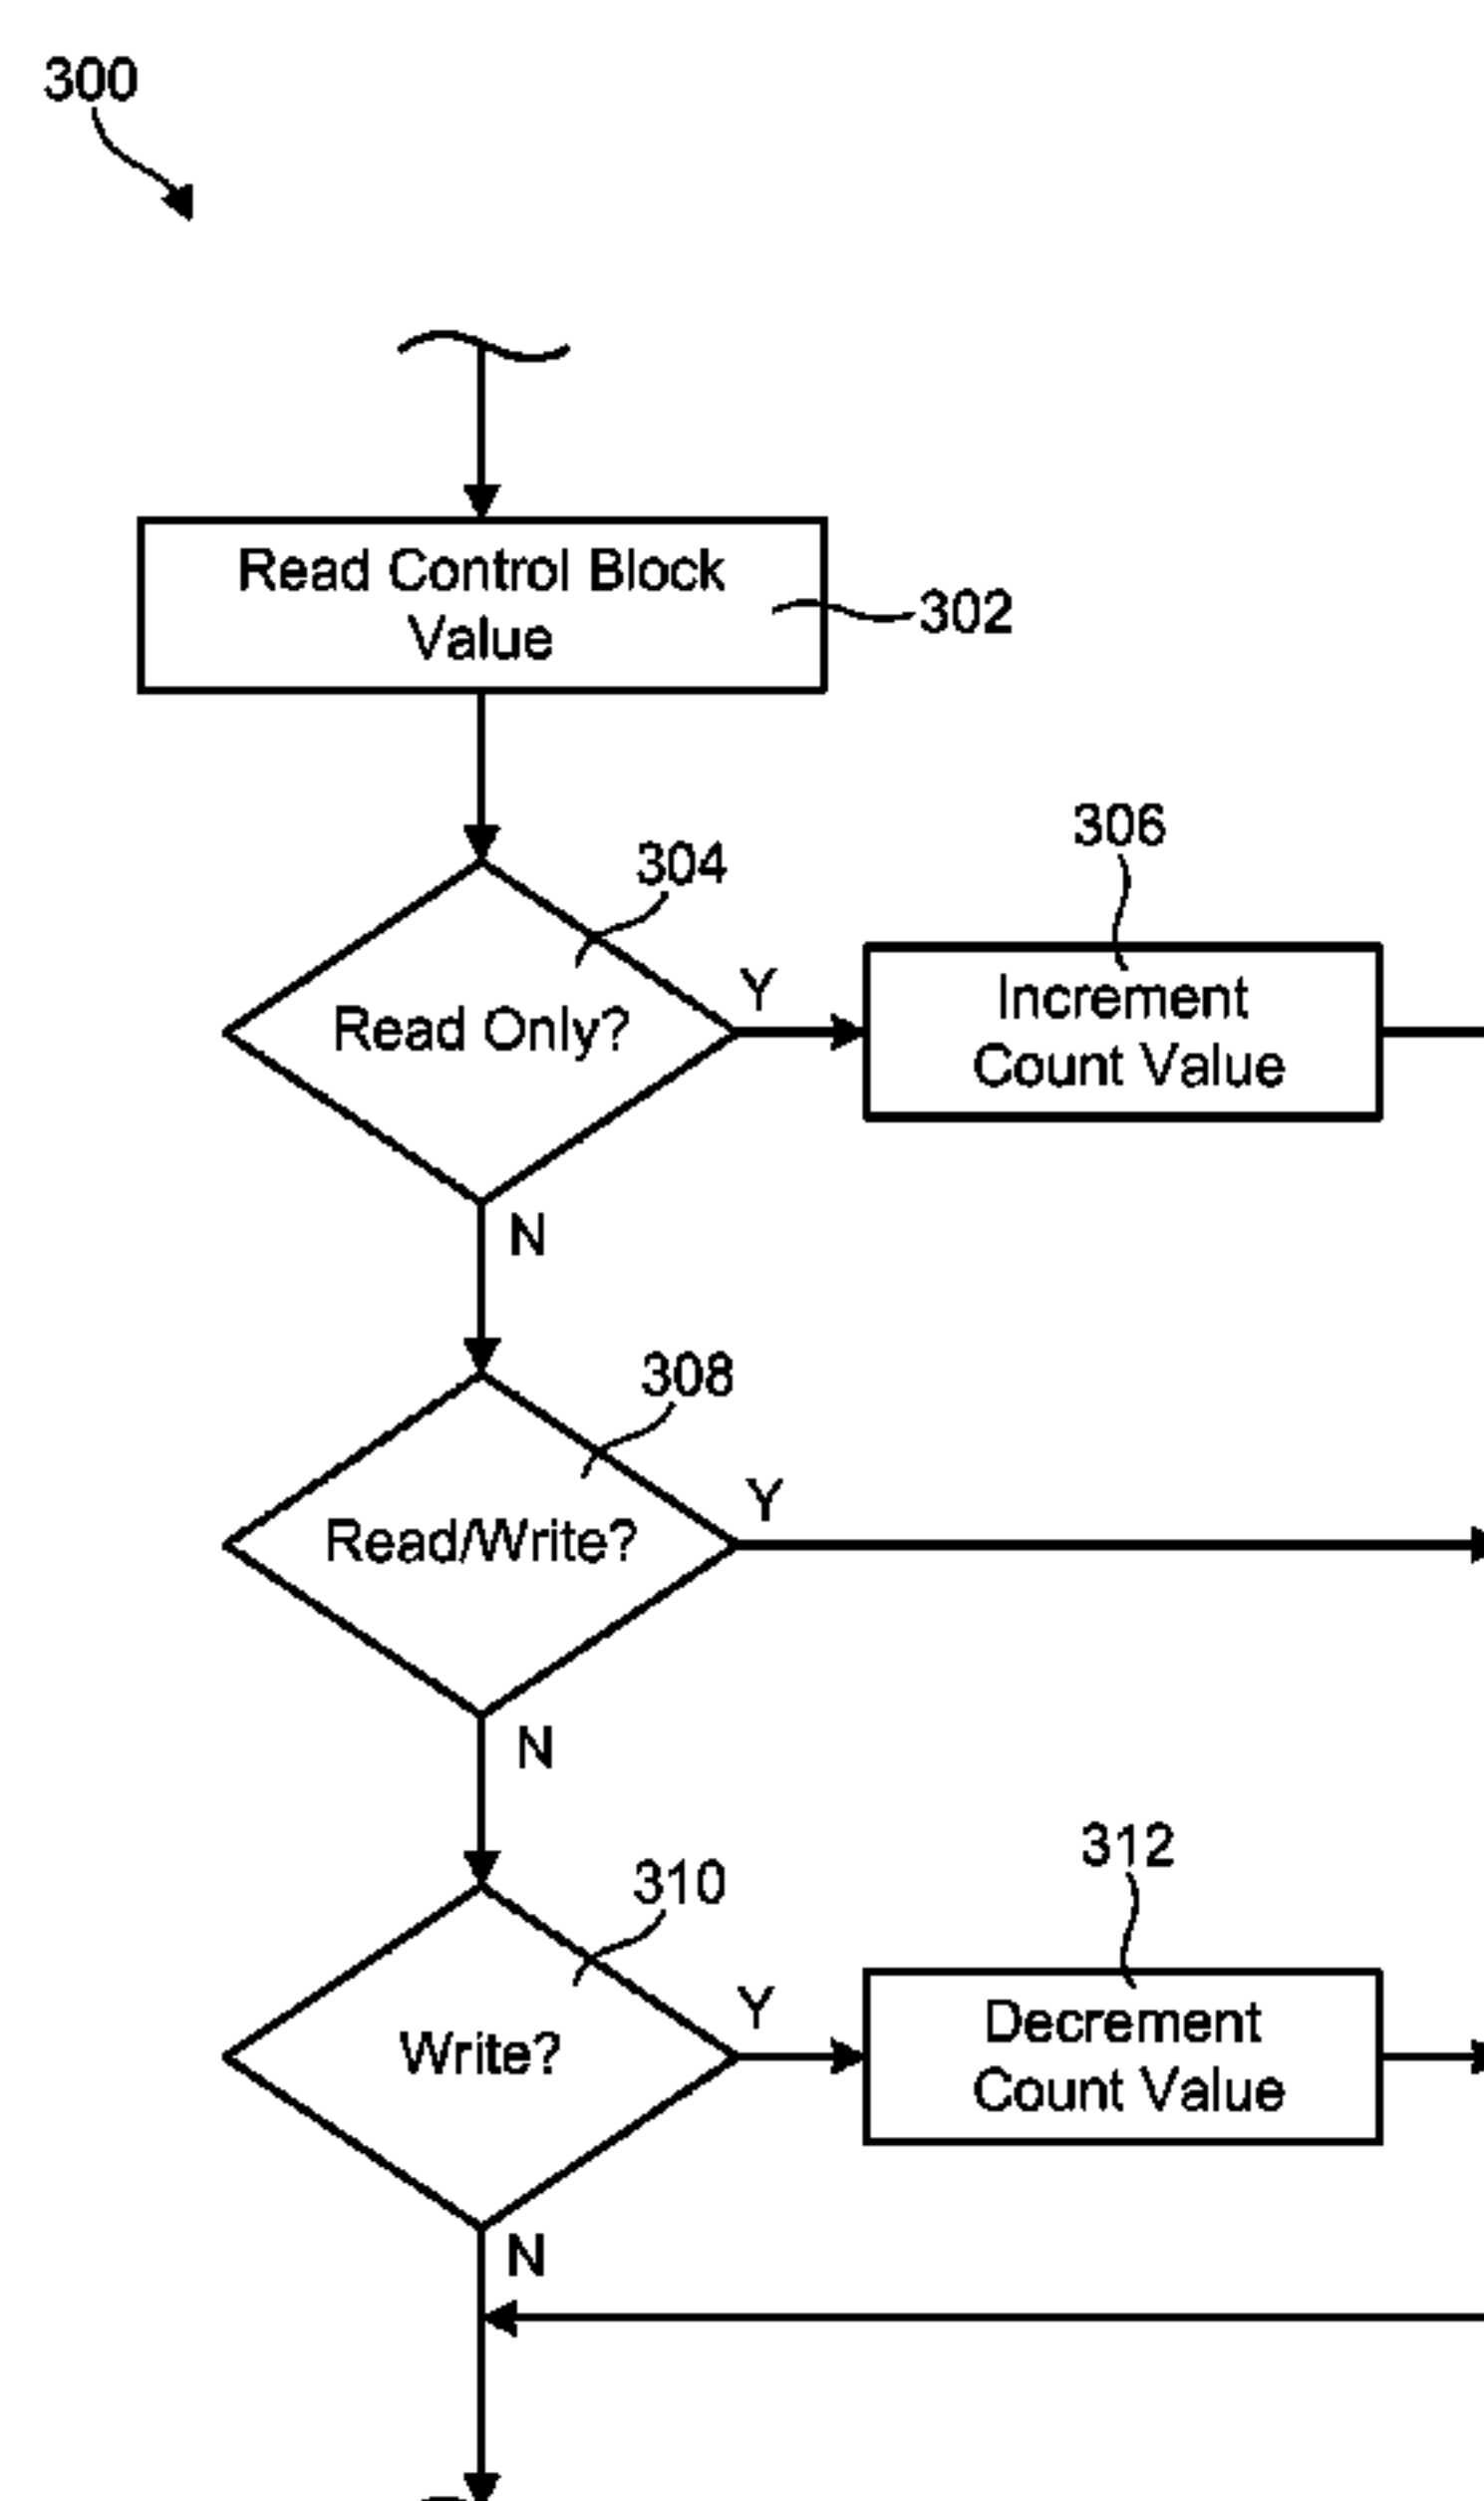 300
Read Control Block
Value
302
304
306
Read Only?
Y
Increment
Count Value
N
308
Read/Write?
Y
N
310
312
Write?
Y
Decrement
Count Value
N